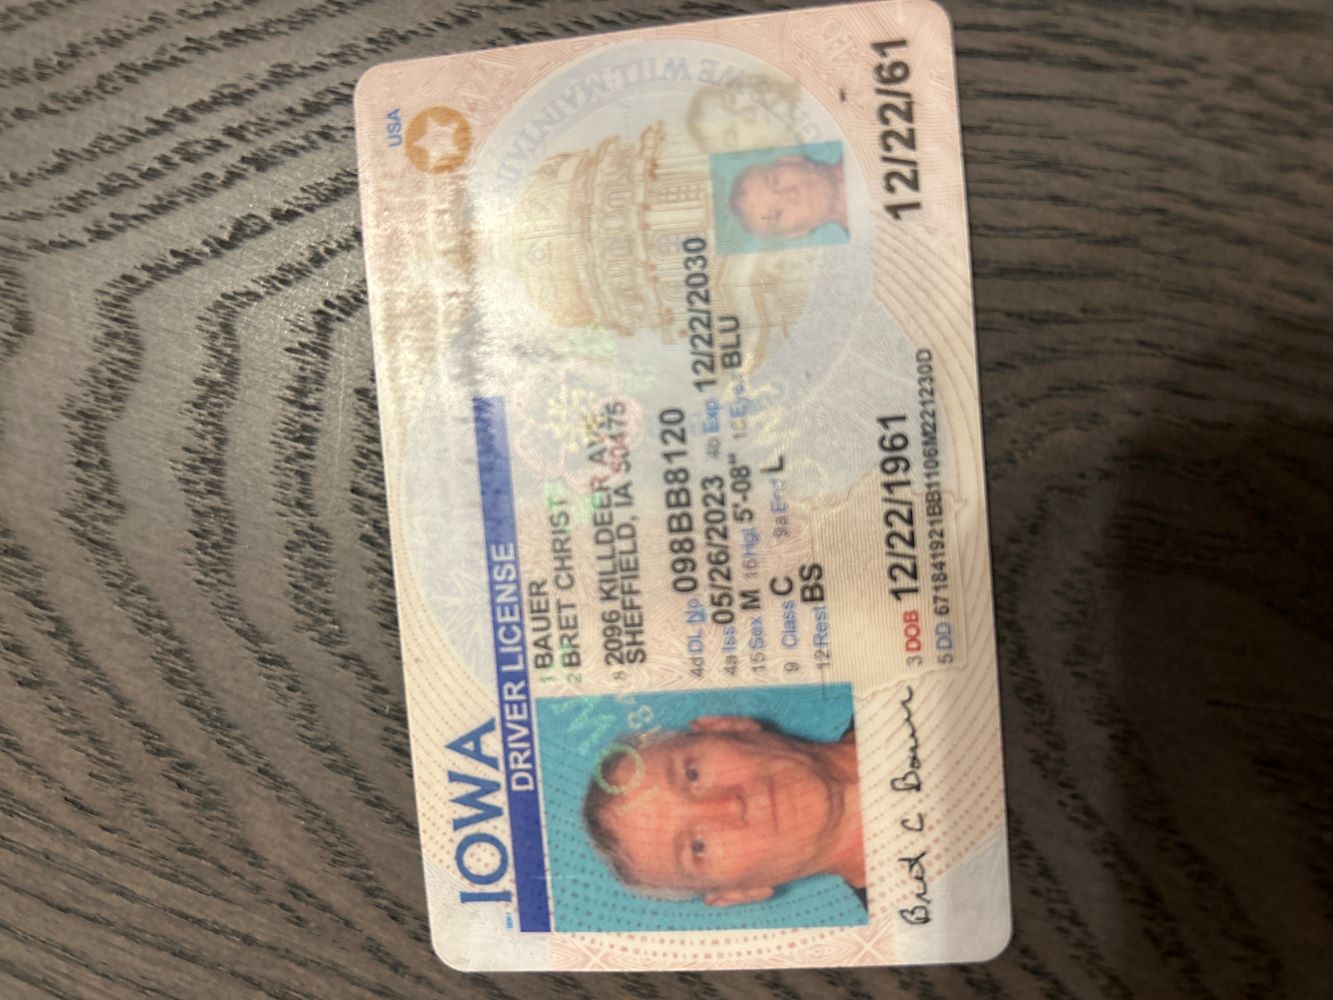 USA
IOWA
DRIVER LICENSE
1 BAUER
2 BRET CHRIST
8 2096 KILLDEER AVE
SHEFFIELD, IA 50475
4d DL No. 098BB8120
4a Iss 05/26/2023 4b Exp 12/22/2030
15 Sex M 16 Hgt 5'-08" Eyes BLU
9 Class C 9a End L
12 Rest BS
Bret C Bauer
3 DOB 12/22/1961
12/22/61
5 DD 671841921BB1106M221230D